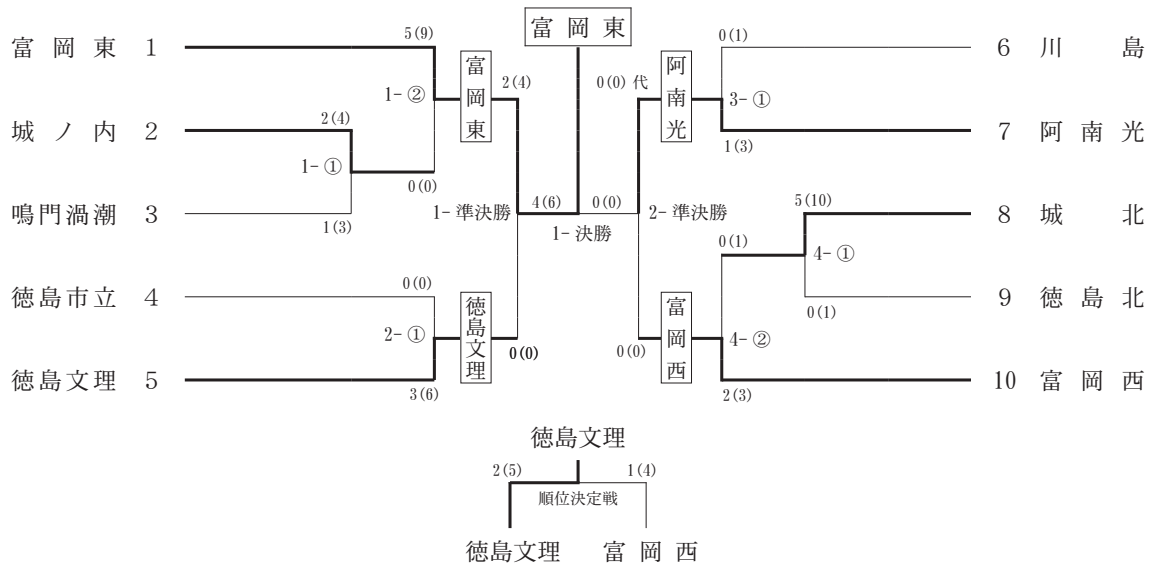 富岡東
富岡東 1
城ノ内 2
鳴門渦潮 3
徳島市立 4
徳島文理 5
5(9)
1-②
2(4)
1-①
0(0)
1(3)
0(0)
2-①
3(6)
富岡東
徳島文理
2(4)
1-準決勝
0(0)
4(6)
0(0)
1-決勝
0(0) 代
2-準決勝
0(0)
阿南光
富岡西
0(1)
3-①
1(3)
5(10)
0(1)
4-①
0(1)
4-②
2(3)
6 川島
7 阿南光
8 城北
9 徳島北
10 富岡西
徳島文理
2(5) 1(4)
順位決定戦
徳島文理 富岡西